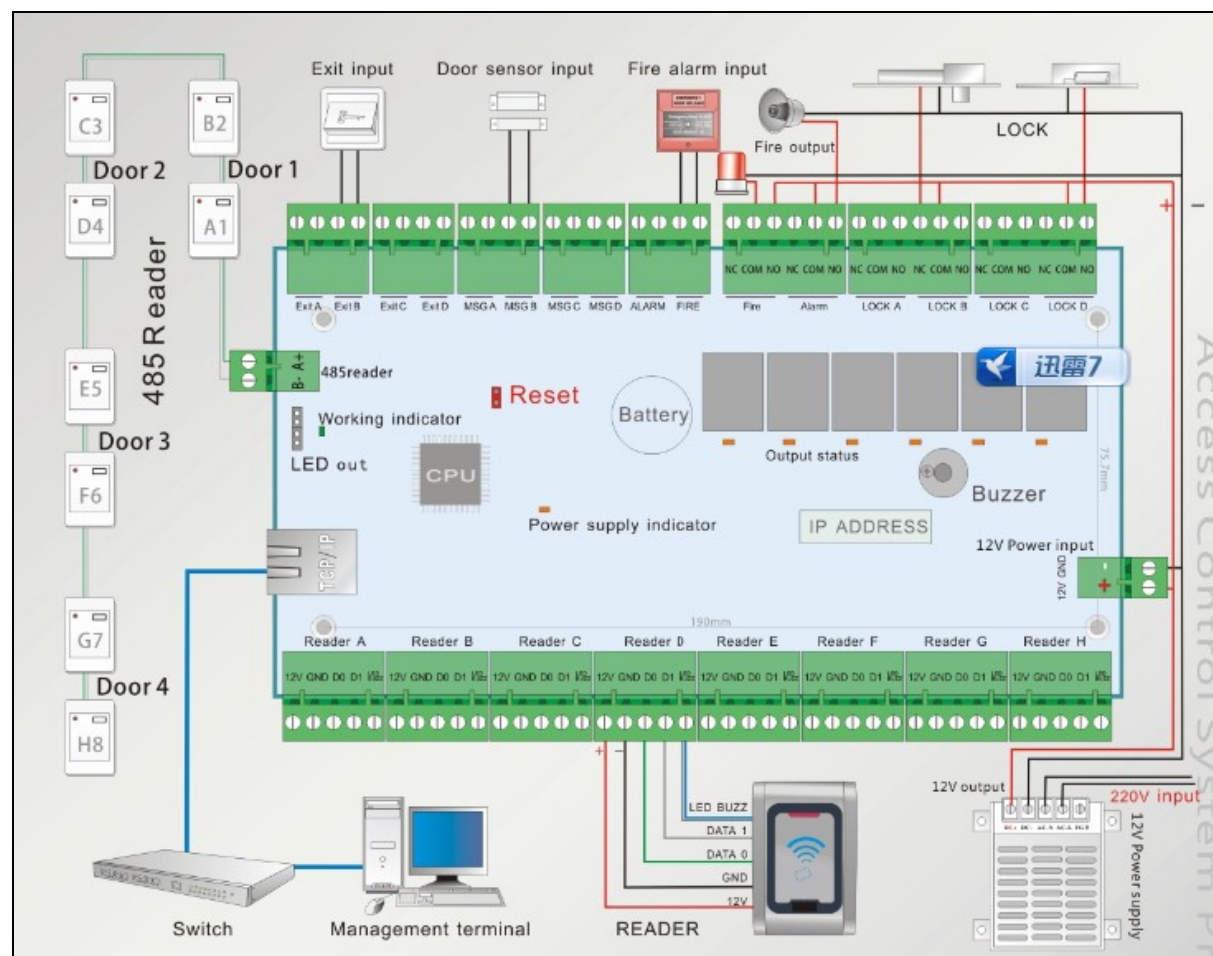 Exit input
Door sensor input
Fire alarm input
Fire output
LOCK
C3
B2
Door 2
Door 1
D4
A1
485 Reader
E5
Door 3
F6
G7
Door 4
H8
+ −
NC COM NO NC COM NO NC COM NO NC COM NO NC COM NO NC COM NO
Exit A Exit B Exit C Exit D MSG A MSG B MSG C MSG D ALARM FIRE Fire Alarm LOCK A LOCK B LOCK C LOCK D
B- A+
485reader
Reset
Battery
迅雷7
Working indicator
LED out
CPU
Output status
Buzzer
75.7mm
Power supply indicator
IP ADDRESS
12V Power input
12V GND
- +
TCP/IP
190mm
Reader A Reader B Reader C Reader D Reader E Reader F Reader G Reader H
12V GND D0 D1 12V GND D0 D1 12V GND D0 D1 12V GND D0 D1 12V GND D0 D1 12V GND D0 D1 12V GND D0 D1 12V GND D0 D1
+ −
LED BUZZ
DATA 1
DATA 0
GND
12V
READER
12V output
220V input
12V Power supply
Switch
Management terminal
Access Control System Pr